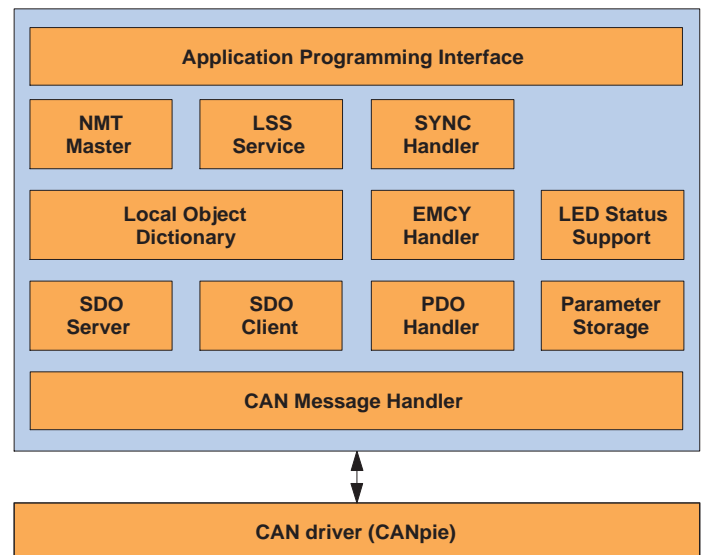 Application Programming Interface
NMT
Master
LSS
Service
SYNC
Handler
Local Object
Dictionary
EMCY
Handler
LED Status
Support
SDO
Server
SDO
Client
PDO
Handler
Parameter
Storage
CAN Message Handler
CAN driver (CANpie)